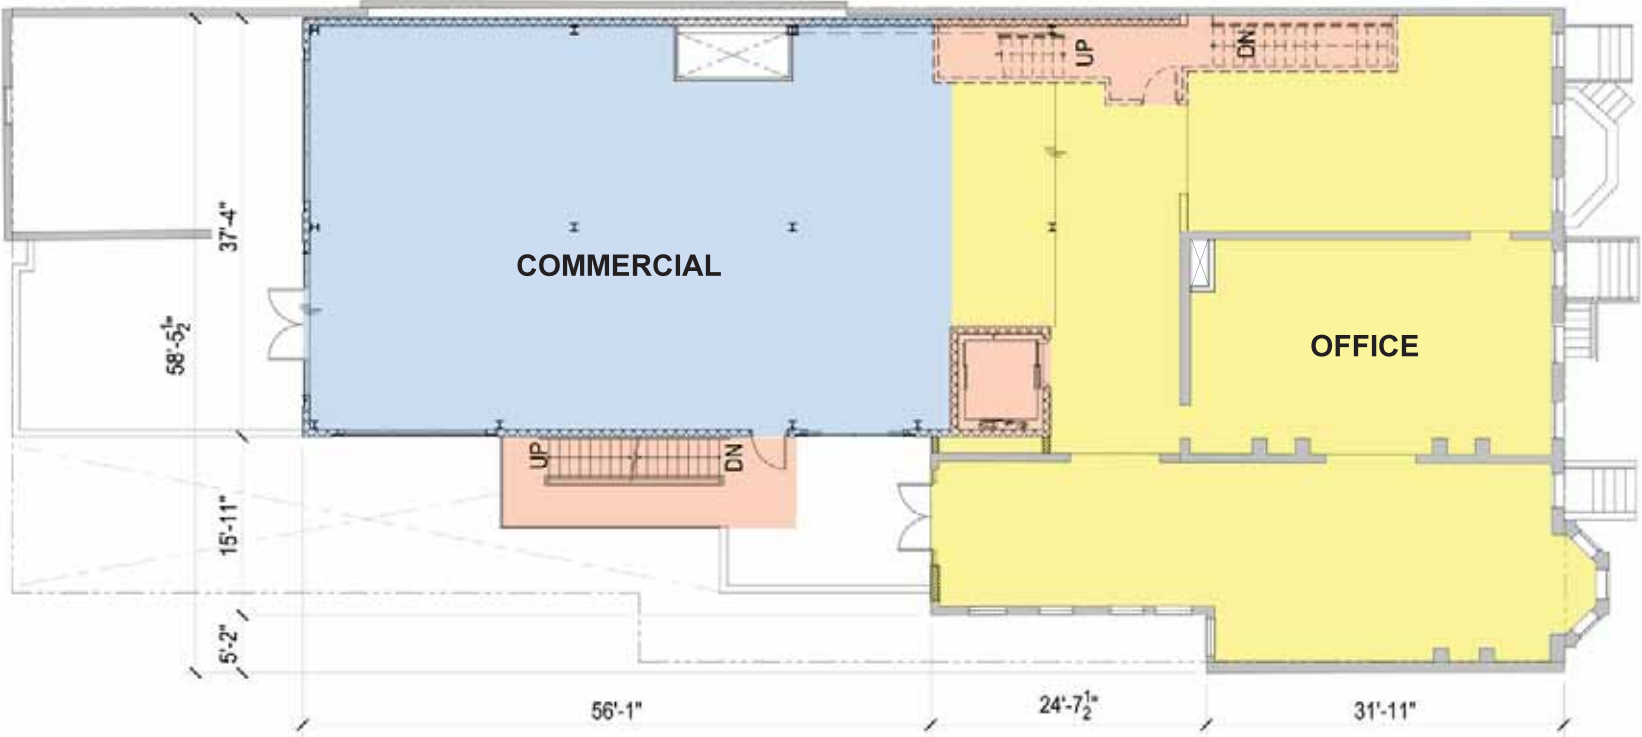 UP
DN
37'-4"
COMMERCIAL
58'-5½"
OFFICE
UP
DN
15'-11"
5'-2"
56'-1"
24'-7½"
31'-11"